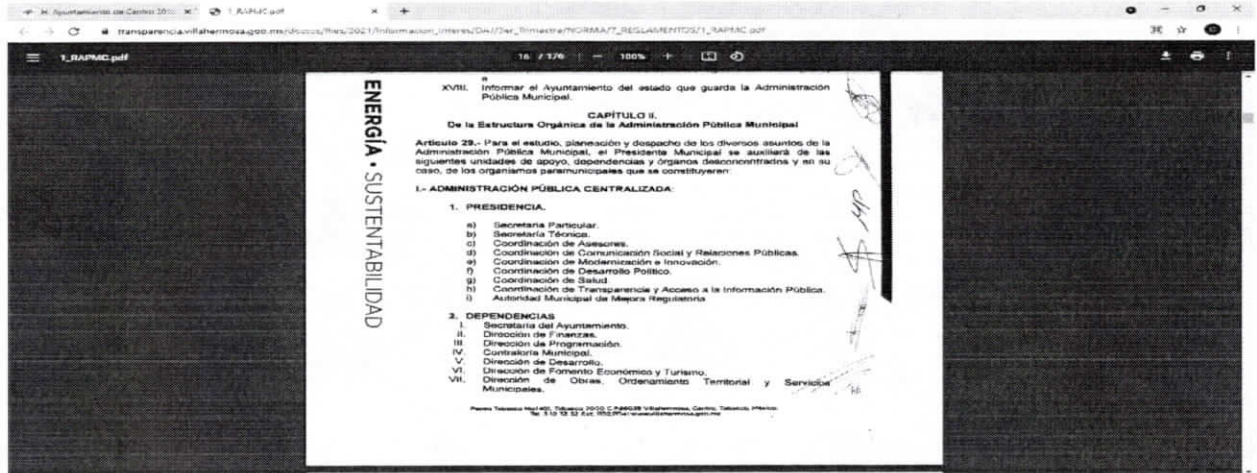 H. Ayuntamiento de Centro
1_RAPMC.pdf
1_RAPMC.pdf
16 / 176
100%
ENERGÍA • SUSTENTABILIDAD
XVIII. Informar el Ayuntamiento del estado que guarda la Administración
Pública Municipal.
CAPÍTULO II.
De la Estructura Orgánica de la Administración Pública Municipal
Artículo 29.- Para el estudio, planeación y despacho de los diversos asuntos de la
Administración Pública Municipal, el Presidente Municipal se auxiliará de las
siguientes unidades de apoyo, dependencias y órganos desconcentrados y en su
caso, de los organismos paramunicipales que se constituyeren:
I.- ADMINISTRACIÓN PÚBLICA CENTRALIZADA:
1. PRESIDENCIA.
a) Secretaría Particular.
b) Secretaría Técnica.
c) Coordinación de Asesores.
d) Coordinación de Comunicación Social y Relaciones Públicas.
e) Coordinación de Modernización e Innovación.
f) Coordinación de Desarrollo Político.
g) Coordinación de Salud.
h) Coordinación de Transparencia y Acceso a la Información Pública.
i) Autoridad Municipal de Mejora Regulatoria
2. DEPENDENCIAS
I. Secretaría del Ayuntamiento.
II. Dirección de Finanzas.
III. Dirección de Programación.
IV. Contraloría Municipal.
V. Dirección de Desarrollo.
VI. Dirección de Fomento Económico y Turismo.
VII. Dirección de Obras, Ordenamiento Territorial y Servicios
Municipales.